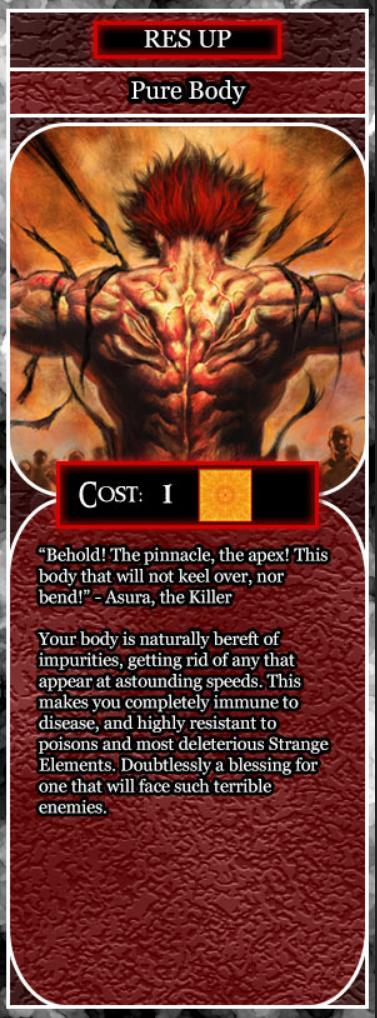 RES UP
Pure Body
COST: 1
“Behold! The pinnacle, the apex! This
body that will not keel over, nor
bend!” - Asura, the Killer
Your body is naturally bereft of
impurities, getting rid of any that
appear at astounding speeds. This
makes you completely immune to
disease, and highly resistant to
poisons and most deleterious Strange
Elements. Doubtlessly a blessing for
one that will face such terrible
enemies.